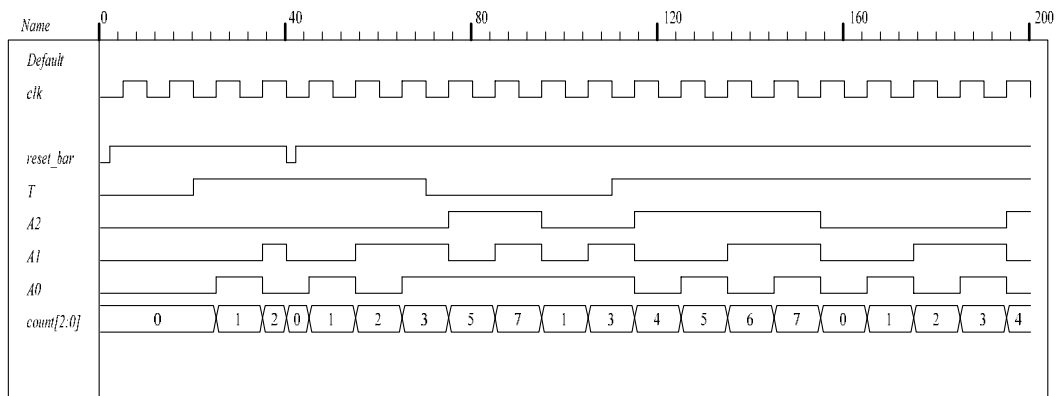 0 40 80 120 160 200
Name
Default
clk
reset_bar
T
A2
A1
A0
count[2:0] 0 1 2 0 1 2 3 5 7 1 3 4 5 6 7 0 1 2 3 4